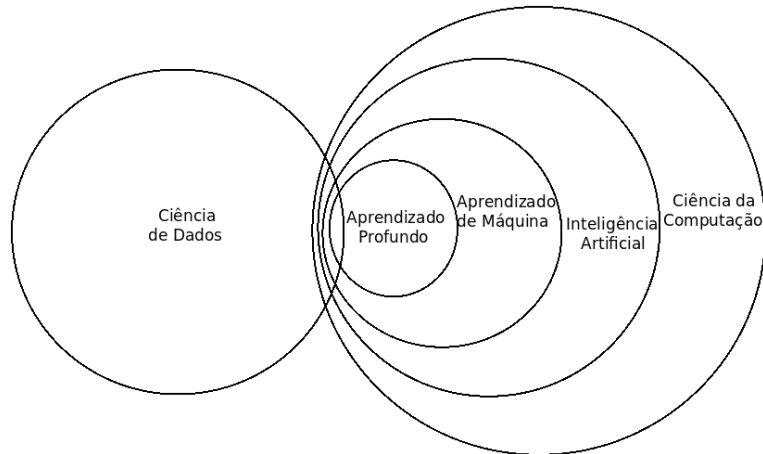 Ciência
de Dados
Aprendizado
Profundo
Aprendizado
de Máquina
Inteligência
Artificial
Ciência da
Computação